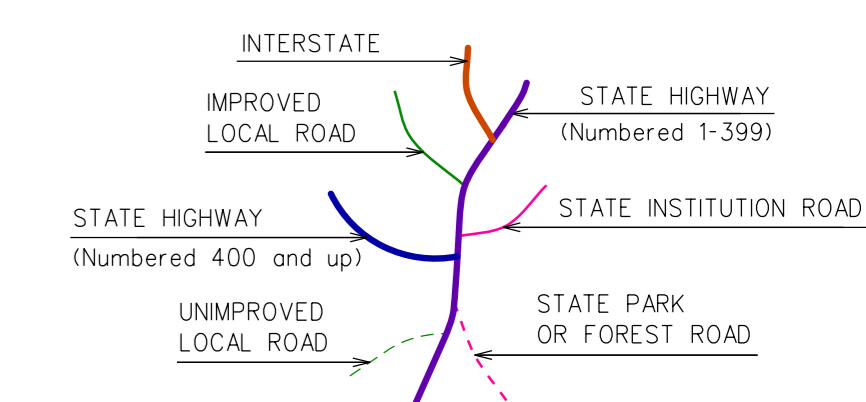 INTERSTATE
STATE HIGHWAY
(Numbered 1-399)
IMPROVED
LOCAL ROAD
STATE INSTITUTION ROAD
STATE HIGHWAY
(Numbered 400 and up)
UNIMPROVED
LOCAL ROAD
STATE PARK
OR FOREST ROAD